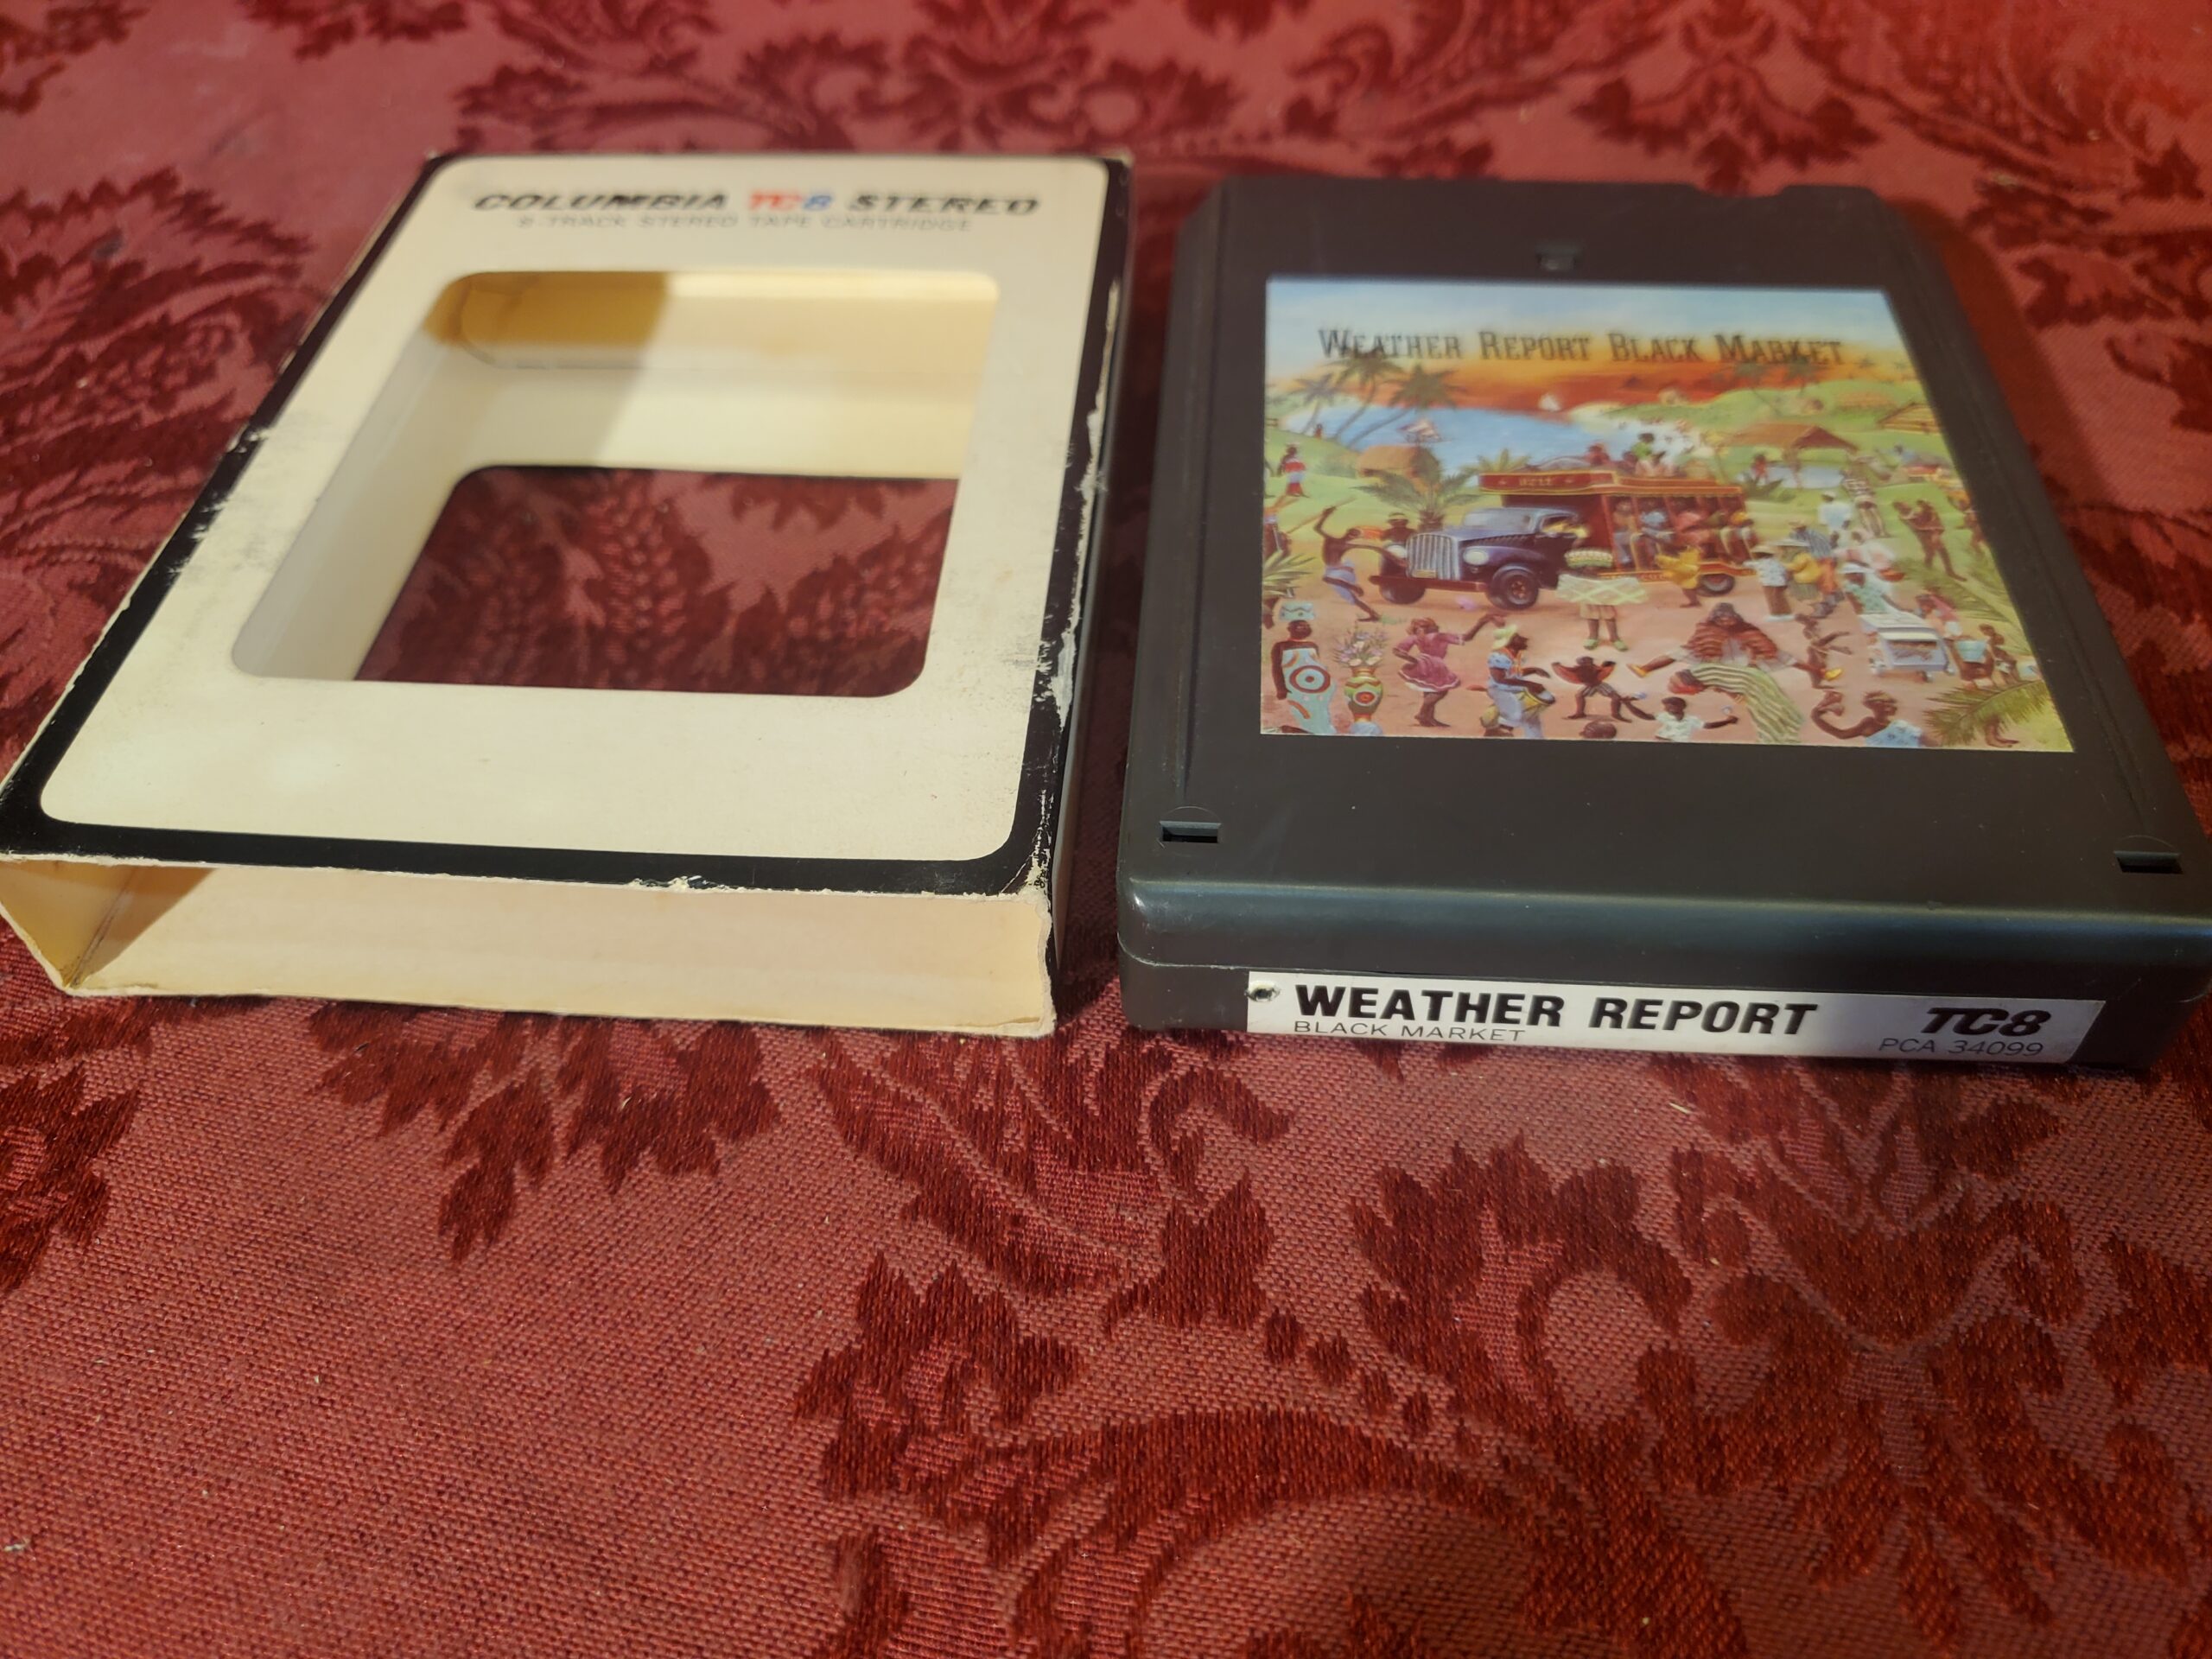 COLUMBIA TC8 STEREO
8-TRACK STEREO TAPE CARTRIDGE
WEATHER REPORT BLACK MARKET
WEATHER REPORT TC8
BLACK MARKET PCA 34099